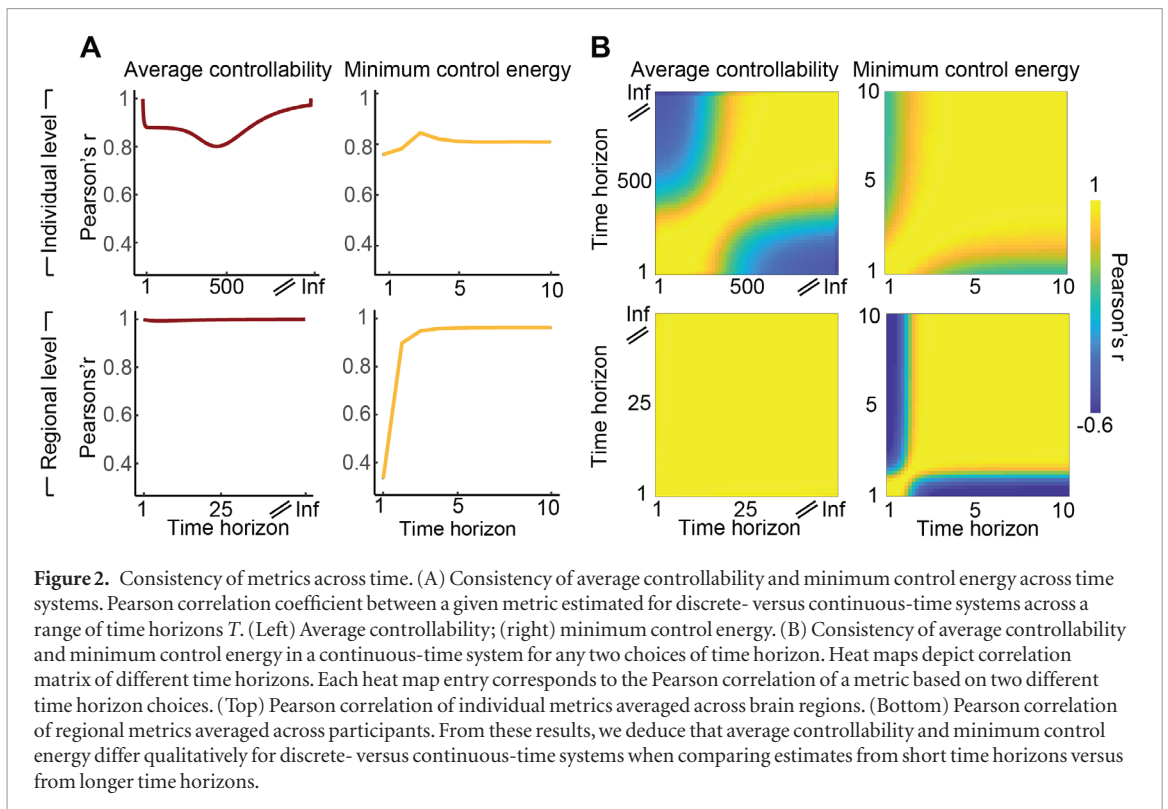 A
B
Average controllability
Minimum control energy
Average controllability
Minimum control energy
Individual level
Pearson's r
1
0.8
0.6
0.4
1
500
Inf
1
0.8
0.6
0.4
1
5
10
Time horizon
Inf
500
1
1
500
Inf
10
5
1
1
5
10
1
Pearson's r
-0.6
Regional level
Pearsons'r
1
0.8
0.6
0.4
1
25
Inf
Time horizon
1
0.8
0.6
0.4
1
5
10
Time horizon
Time horizon
Inf
25
1
1
25
Inf
Time horizon
10
5
1
1
5
10
Time horizon
Figure 2. Consistency of metrics across time. (A) Consistency of average controllability and minimum control energy across time
systems. Pearson correlation coefficient between a given metric estimated for discrete- versus continuous-time systems across a
range of time horizons T. (Left) Average controllability; (right) minimum control energy. (B) Consistency of average controllability
and minimum control energy in a continuous-time system for any two choices of time horizon. Heat maps depict correlation
matrix of different time horizons. Each heat map entry corresponds to the Pearson correlation of a metric based on two different
time horizon choices. (Top) Pearson correlation of individual metrics averaged across brain regions. (Bottom) Pearson correlation
of regional metrics averaged across participants. From these results, we deduce that average controllability and minimum control
energy differ qualitatively for discrete- versus continuous-time systems when comparing estimates from short time horizons versus
from longer time horizons.